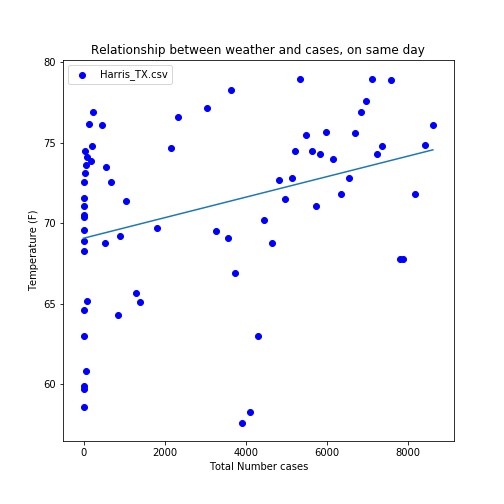 Relationship between weather and cases, on same day
Harris_TX.csv
80
75
70
65
60
Temperature (F)
0 2000 4000 6000 8000
Total Number cases